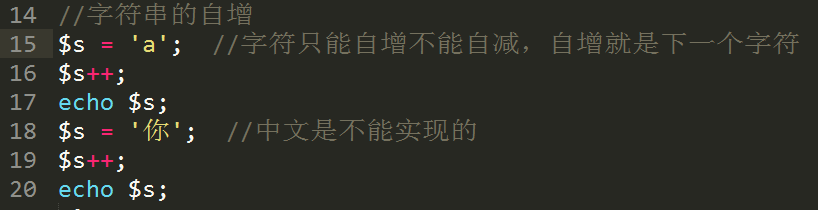 14 //字符串的自增
15 $s = 'a';  //字符只能自增不能自减，自增就是下一个字符
16 $s++;
17 echo $s;
18 $s = '你';  //中文是不能实现的
19 $s++;
20 echo $s;